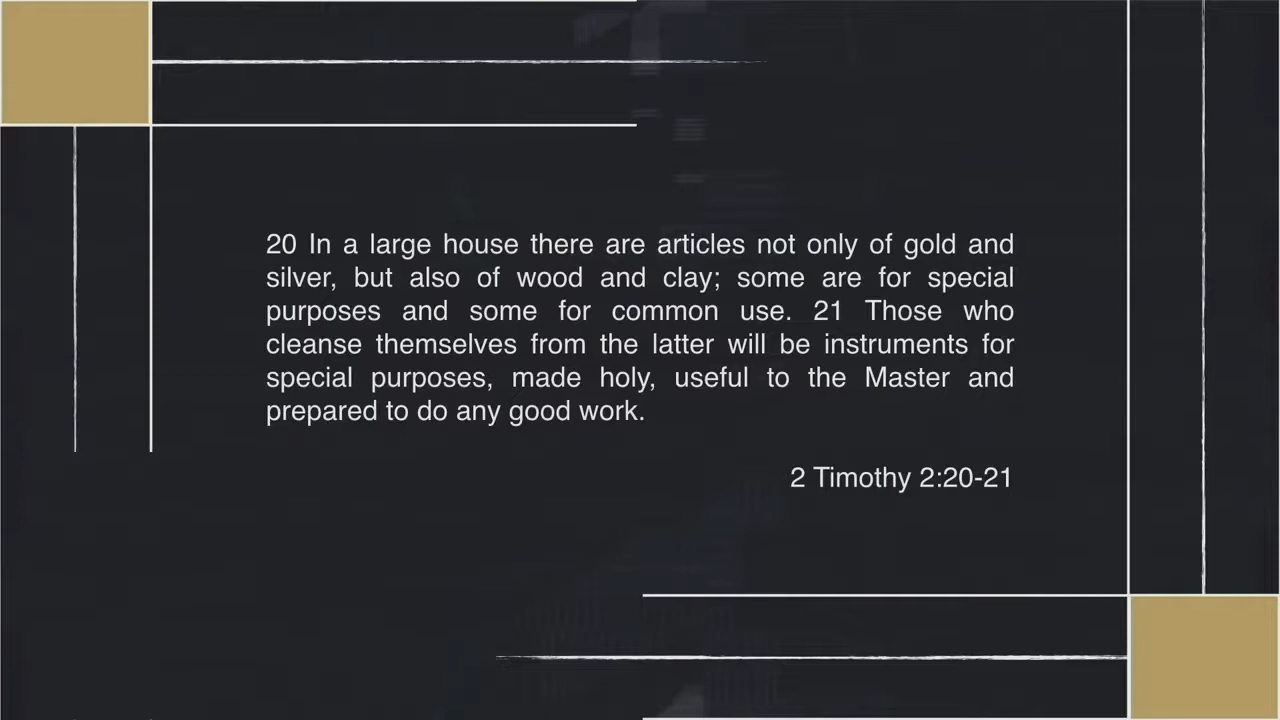 20 In a large house there are articles not only of gold and
silver, but also of wood and clay; some are for special
purposes and some for common use. 21 Those who
cleanse themselves from the latter will be instruments for
special purposes, made holy, useful to the Master and
prepared to do any good work.
2 Timothy 2:20-21